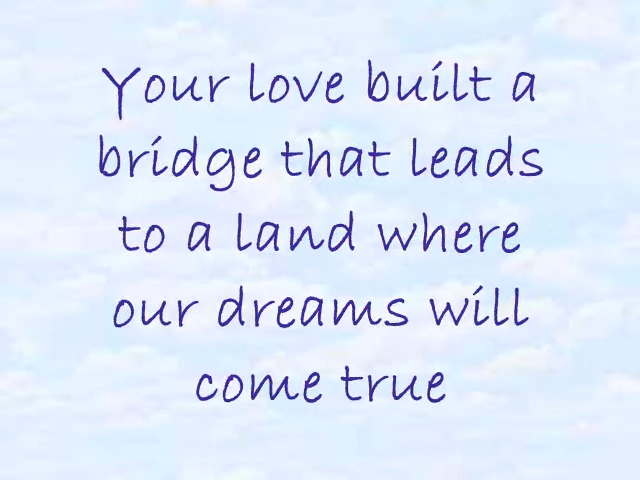 Your love built a
bridge that leads
to a land where
our dreams will
come true